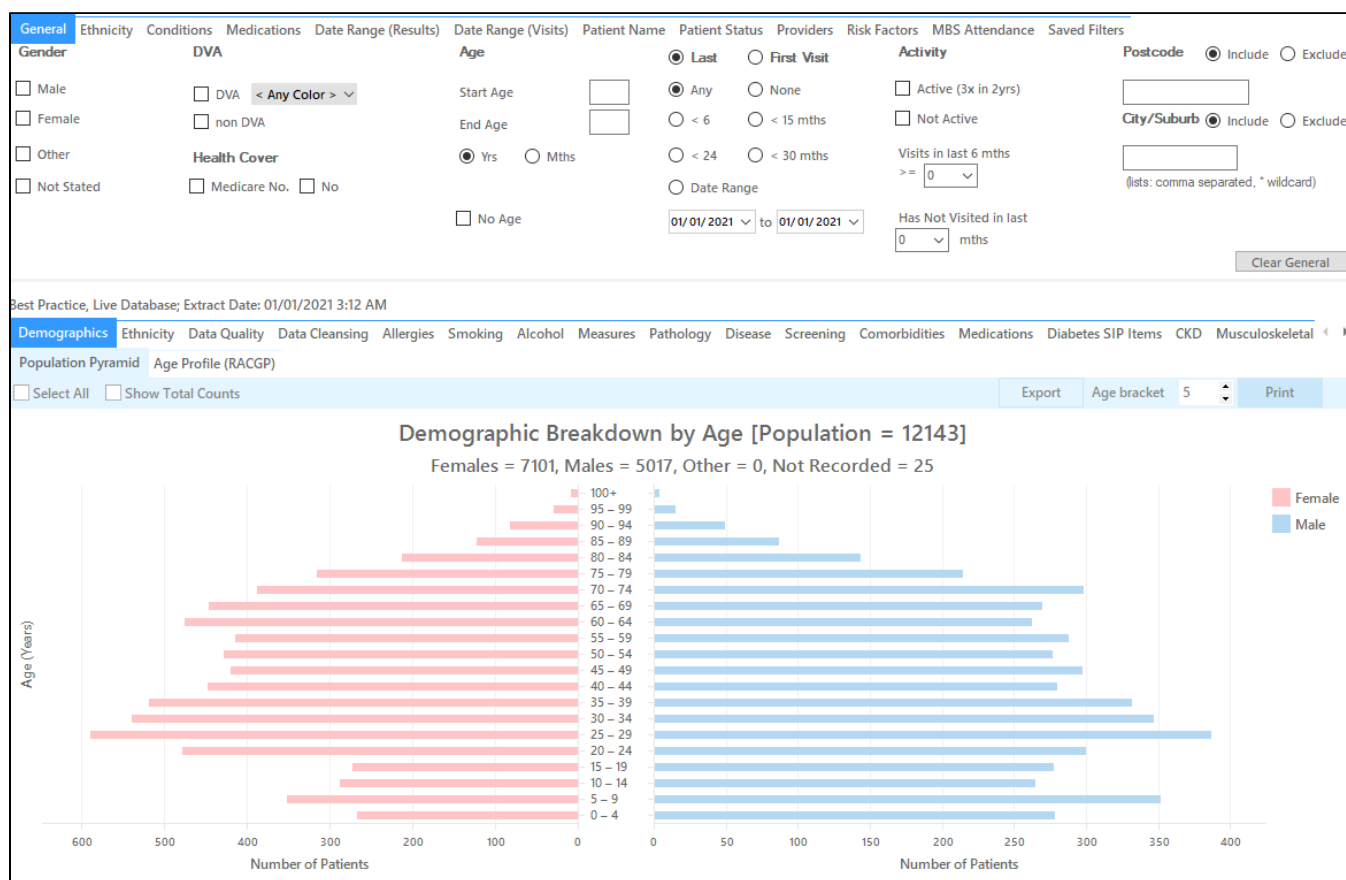 General Ethnicity Conditions Medications Date Range (Results) Date Range (Visits) Patient Name Patient Status Providers Risk Factors MBS Attendance Saved Filters
Gender DVA Age Last First Visit Activity Postcode Include Exclude
Male DVA < Any Color > Start Age Any None Active (3x in 2yrs)
Female non DVA End Age < 6 < 15 mths Not Active City/Suburb Include Exclude
Other Health Cover Yrs Mths < 24 < 30 mths Visits in last 6 mths
>= 0
Not Stated Medicare No. No Date Range (lists: comma separated, * wildcard)
No Age 01/01/2021 to 01/01/2021 Has Not Visited in last
0 mths
Clear General
Best Practice, Live Database; Extract Date: 01/01/2021 3:12 AM
Demographics Ethnicity Data Quality Data Cleansing Allergies Smoking Alcohol Measures Pathology Disease Screening Comorbidities Medications Diabetes SIP Items CKD Musculoskeletal
Population Pyramid Age Profile (RACGP)
Select All Show Total Counts Export Age bracket 5 Print
Demographic Breakdown by Age [Population = 12143]
Females = 7101, Males = 5017, Other = 0, Not Recorded = 25
Female
Male
Age (Years)
100+
95 – 99
90 – 94
85 – 89
80 – 84
75 – 79
70 – 74
65 – 69
60 – 64
55 – 59
50 – 54
45 – 49
40 – 44
35 – 39
30 – 34
25 – 29
20 – 24
15 – 19
10 – 14
5 – 9
0 – 4
600 500 400 300 200 100 0 0 50 100 150 200 250 300 350 400
Number of Patients Number of Patients